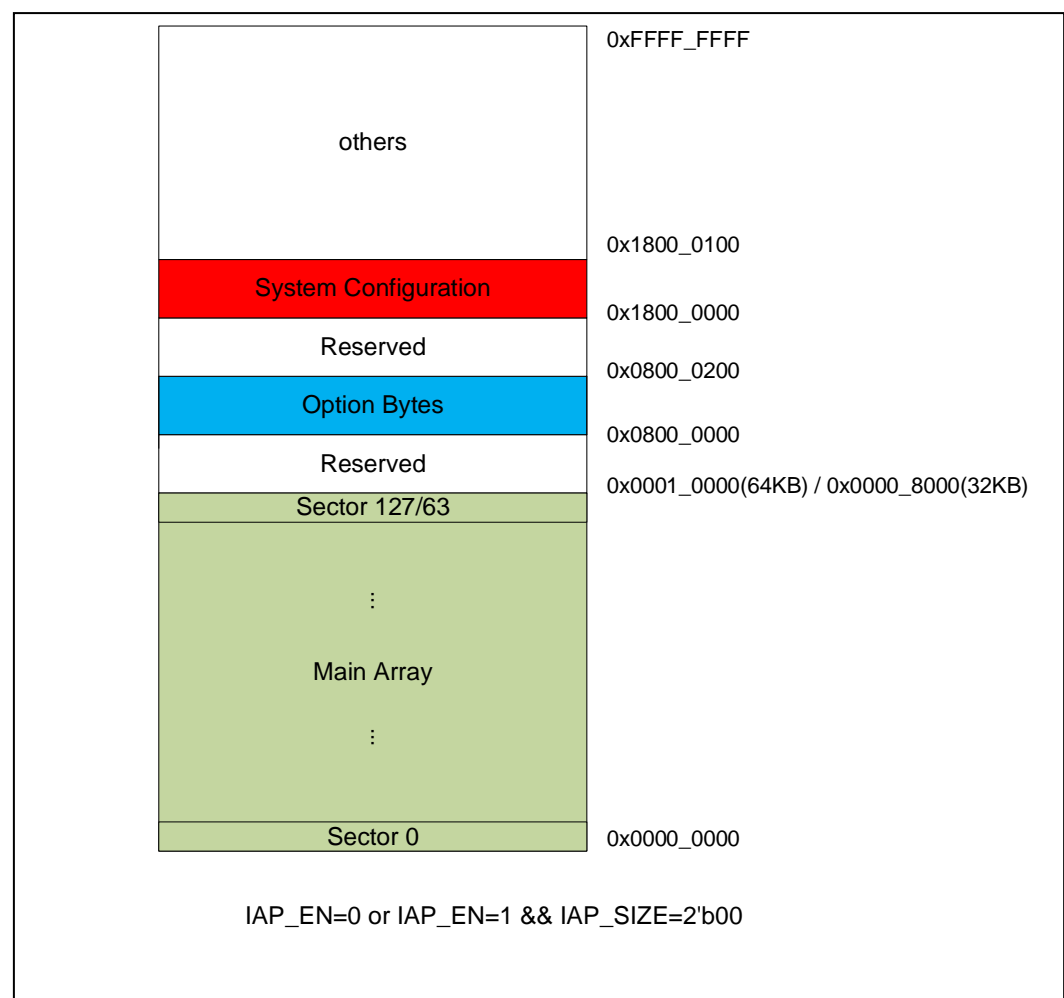 0xFFFF_FFFF
others
0x1800_0100
System Configuration
0x1800_0000
Reserved
0x0800_0200
Option Bytes
0x0800_0000
Reserved
0x0001_0000(64KB) / 0x0000_8000(32KB)
Sector 127/63
...
Main Array
...
Sector 0
0x0000_0000
IAP_EN=0 or IAP_EN=1 && IAP_SIZE=2'b00